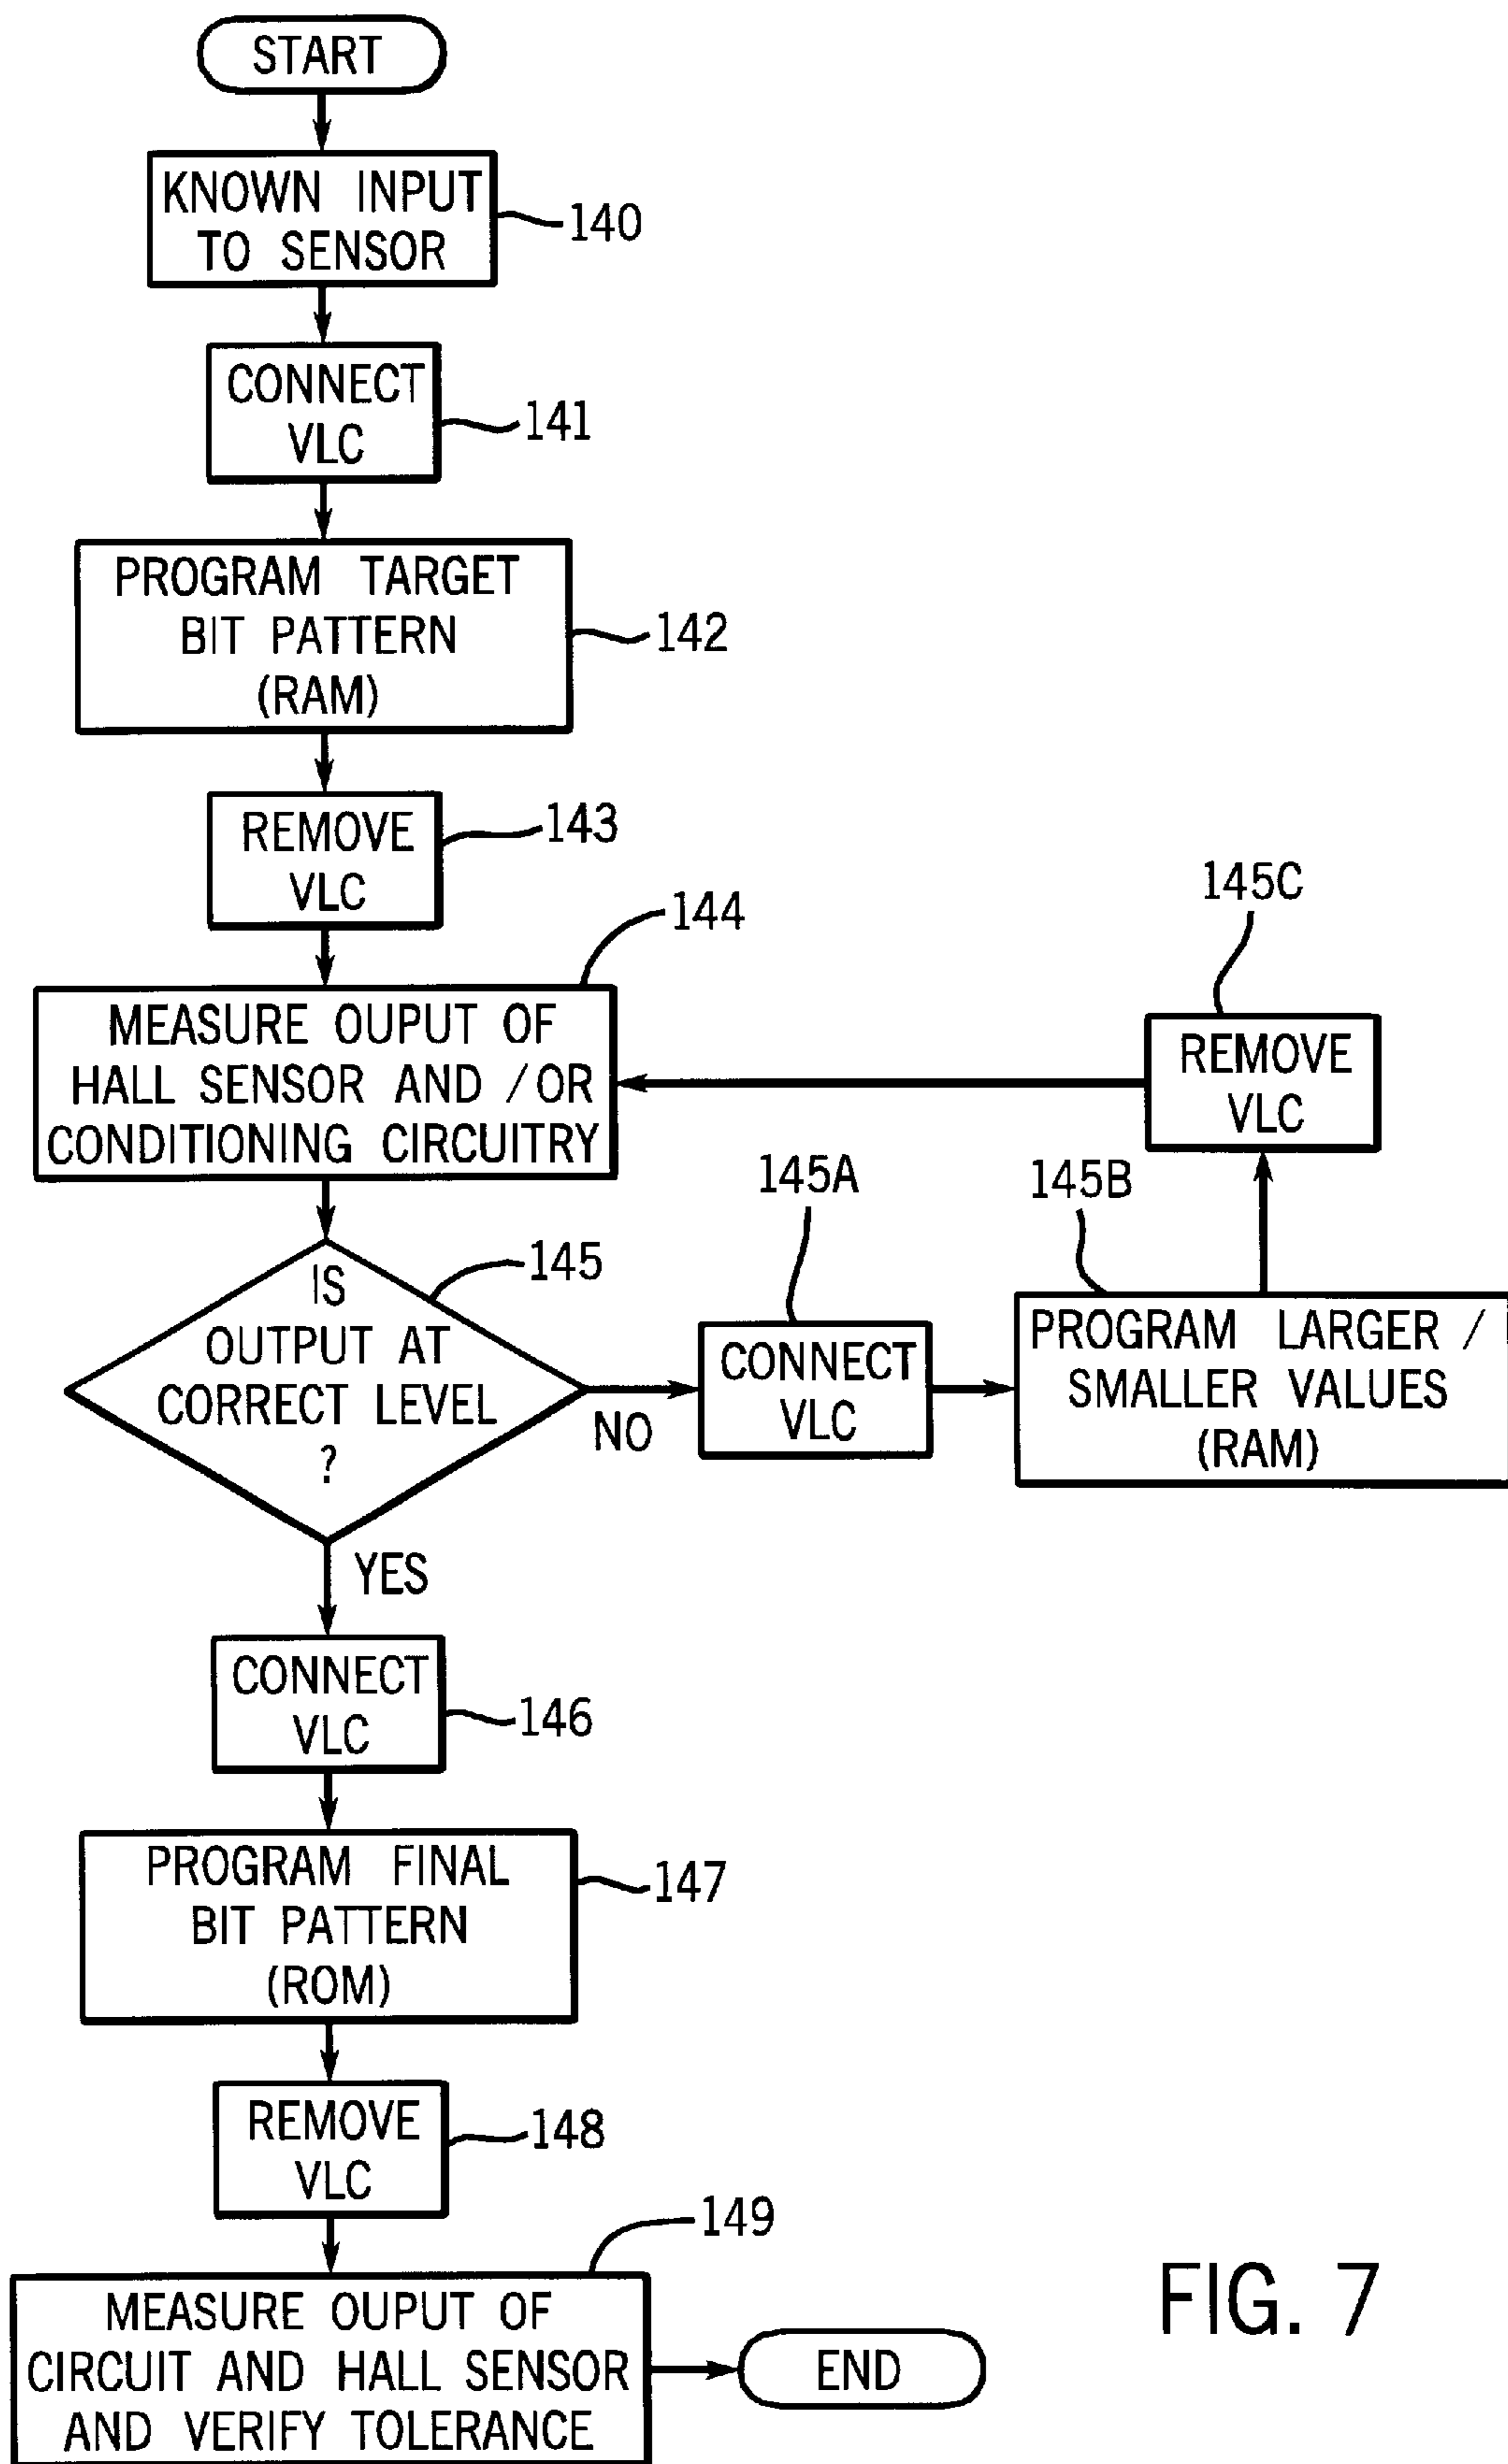 START
KNOWN INPUT
TO SENSOR
140
CONNECT
VLC
141
PROGRAM TARGET
BIT PATTERN
(RAM)
142
REMOVE
VLC
143
144
MEASURE OUPUT OF
HALL SENSOR AND /OR
CONDITIONING CIRCUITRY
145
IS
OUTPUT AT
CORRECT LEVEL
?
NO
145A
CONNECT
VLC
145B
PROGRAM LARGER /
SMALLER VALUES
(RAM)
145C
REMOVE
VLC
YES
CONNECT
VLC
146
PROGRAM FINAL
BIT PATTERN
(ROM)
147
REMOVE
VLC
148
149
MEASURE OUPUT OF
CIRCUIT AND HALL SENSOR
AND VERIFY TOLERANCE
END
FIG. 7